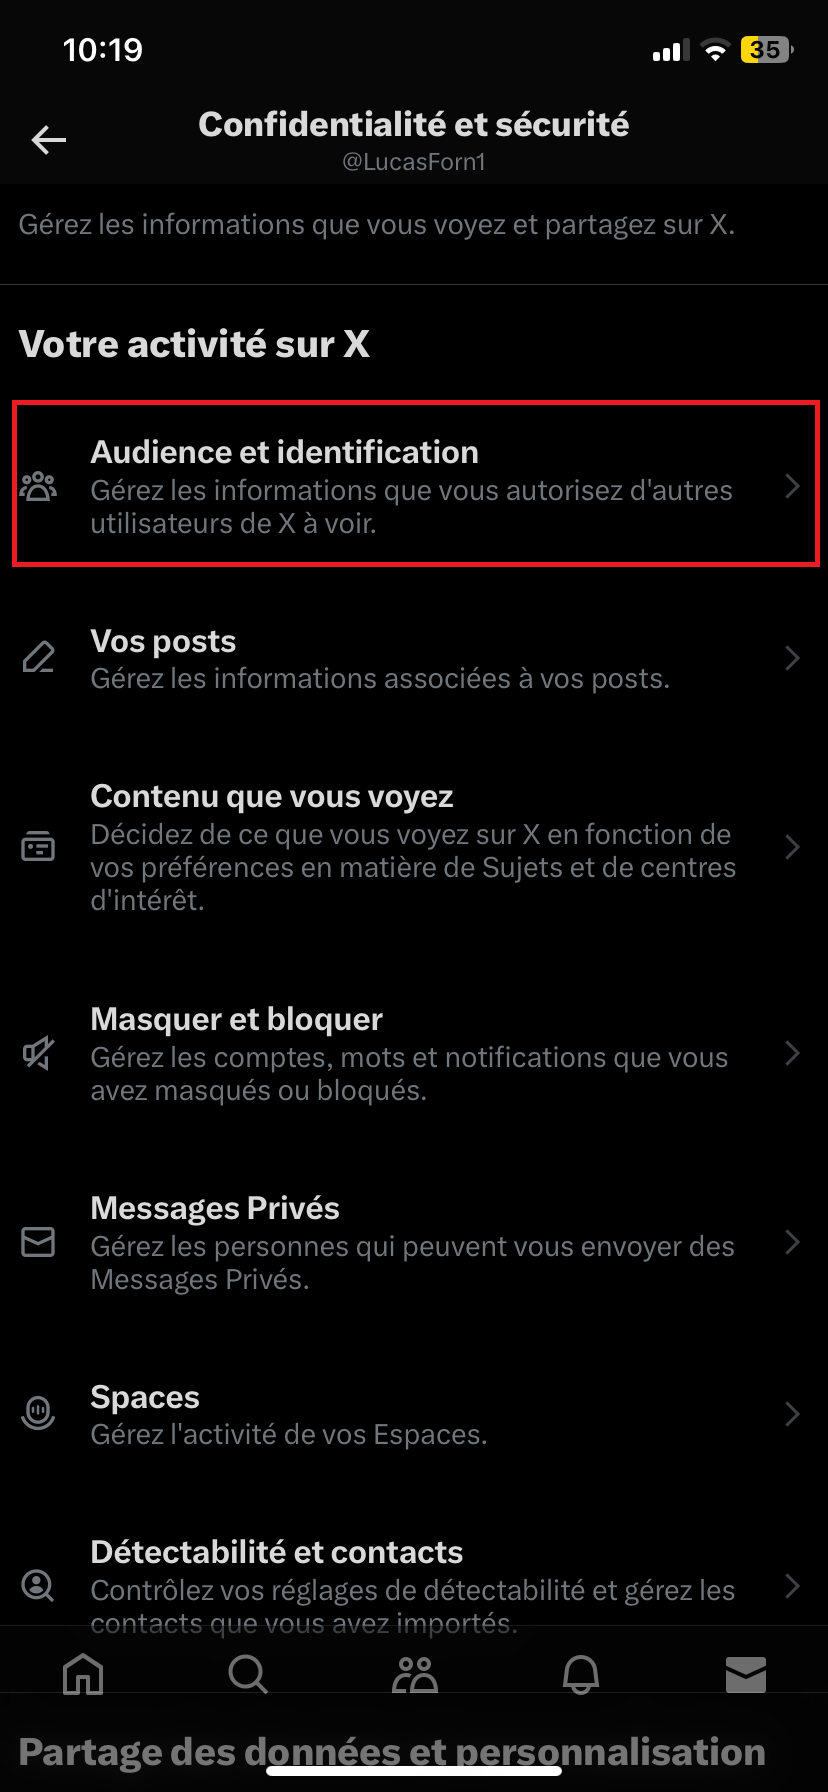 10:19
35
Confidentialité et sécurité
@LucasForn1
Gérez les informations que vous voyez et partagez sur X.
Votre activité sur X
Audience et identification
Gérez les informations que vous autorisez d'autres
utilisateurs de X à voir.
Vos posts
Gérez les informations associées à vos posts.
Contenu que vous voyez
Décidez de ce que vous voyez sur X en fonction de
vos préférences en matière de Sujets et de centres
d'intérêt.
Masquer et bloquer
Gérez les comptes, mots et notifications que vous
avez masqués ou bloqués.
Messages Privés
Gérez les personnes qui peuvent vous envoyer des
Messages Privés.
Spaces
Gérez l'activité de vos Espaces.
Détectabilité et contacts
Contrôlez vos réglages de détectabilité et gérez les
contacts que vous avez importés.
Partage des données et personnalisation